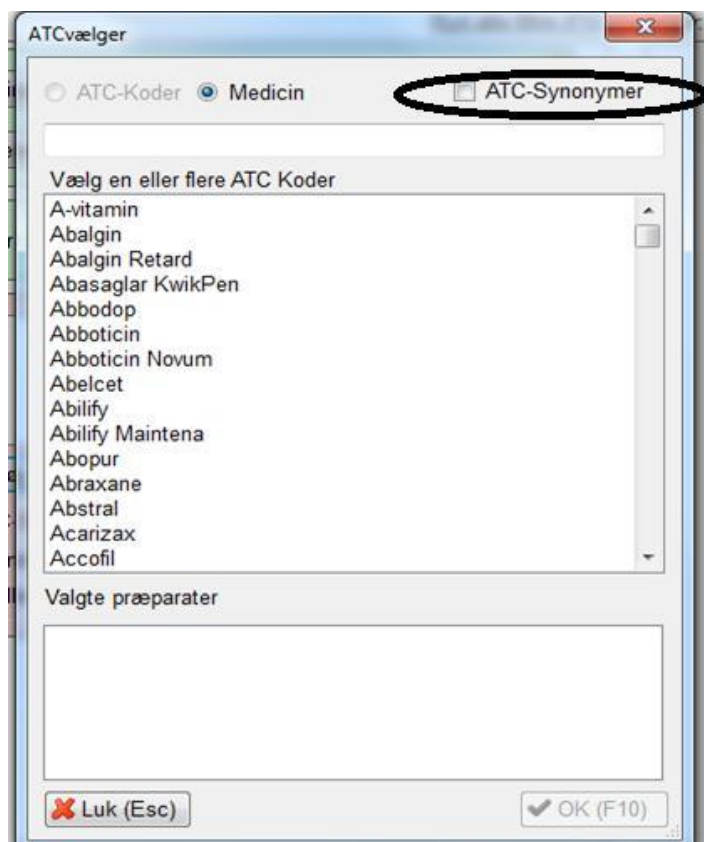 ATCvælger
ATC-Koder Medicin ATC-Synonymer
Vælg en eller flere ATC Koder
A-vitamin
Abalgin
Abalgin Retard
Abasaglar KwikPen
Abbodop
Abboticin
Abboticin Novum
Abelcet
Abilify
Abilify Maintena
Abopur
Abraxane
Abstral
Acarizax
Accofil
Valgte præparater
Luk (Esc) OK (F10)